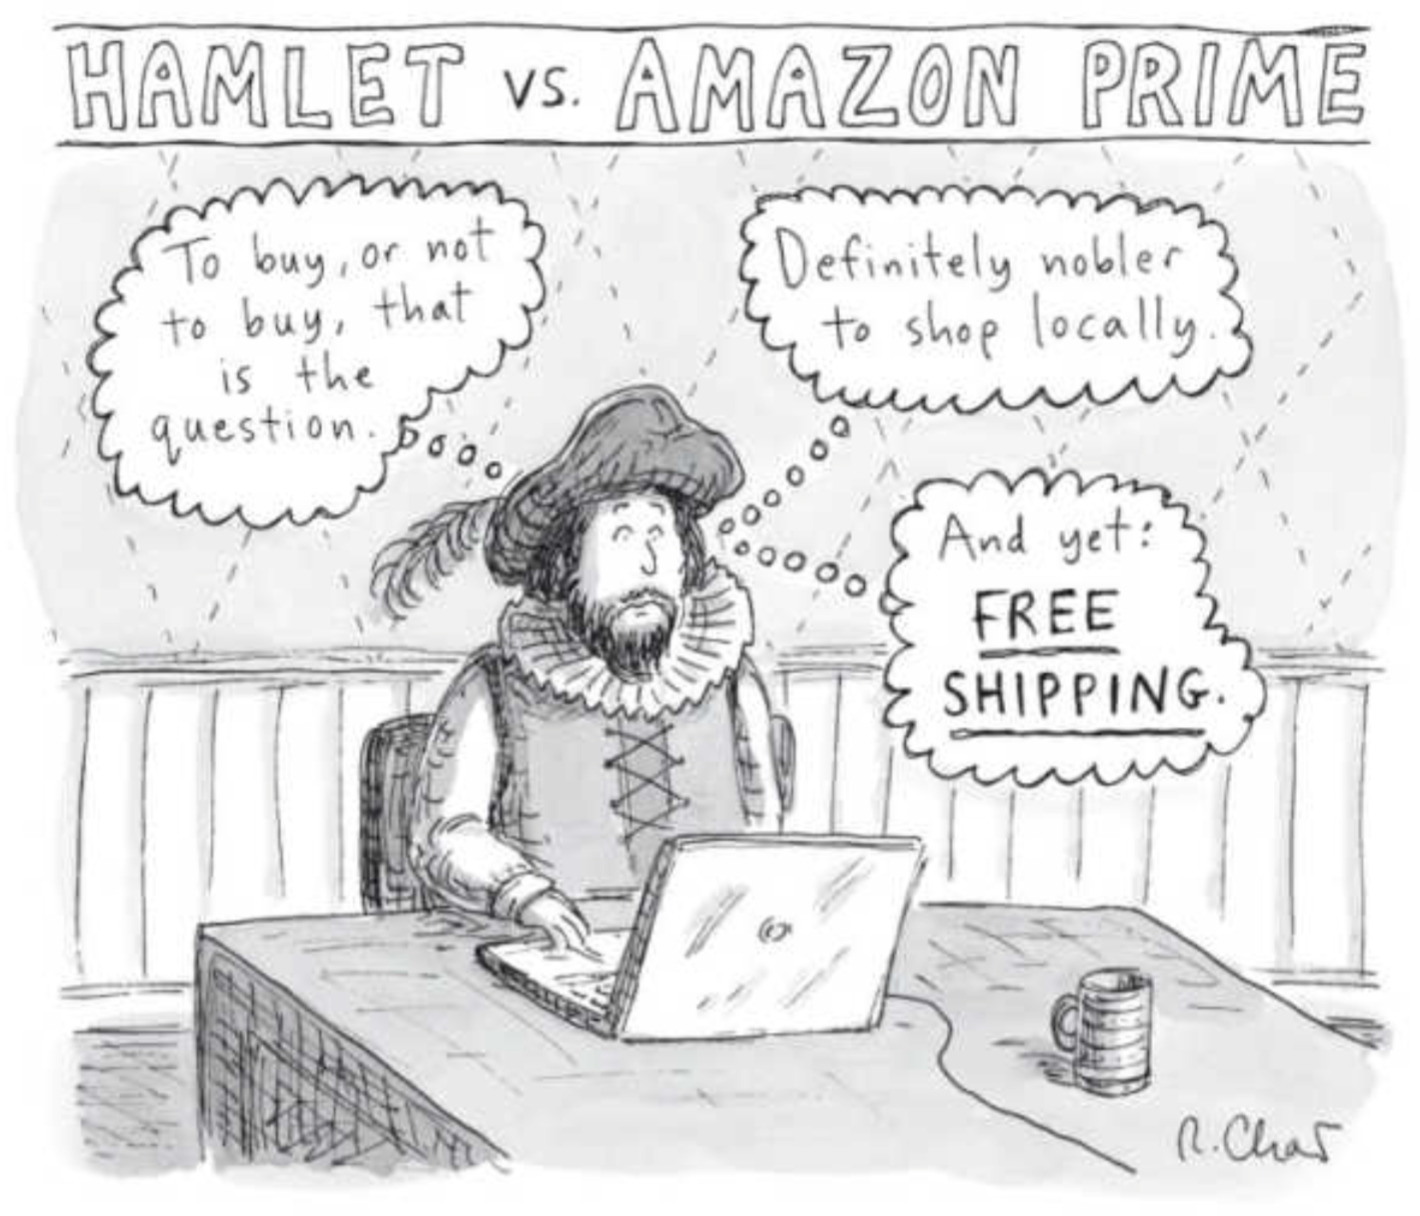 HAMLET vs. AMAZON PRIME
To buy, or not
to buy, that
is the
question.
Definitely nobler
to shop locally.
And yet:
FREE
SHIPPING.
R. Chast